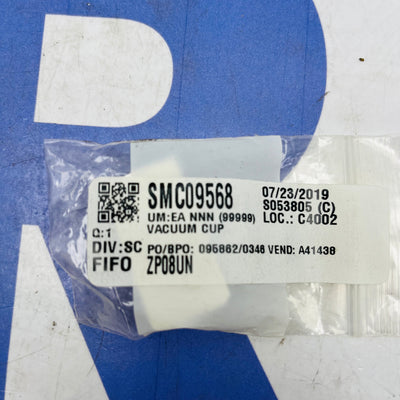 SMC09568 07/23/2019
UM:EA NNN (99999) S053805 (C)
Q:1 VACUUM CUP LOC.: C4002
DIV:SC PO/BPO: 095862/0346 VEND: A41438
FIFO ZP08UN